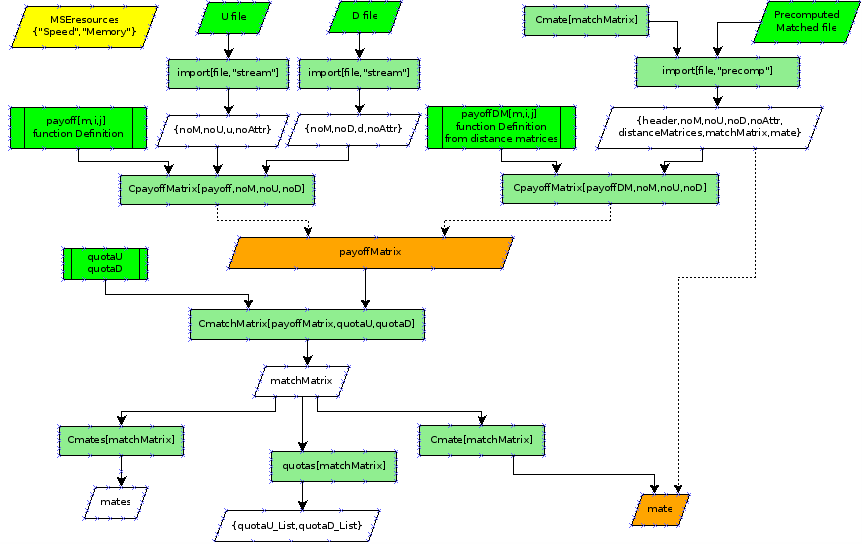 MSEresources
{"Speed","Memory"}
U file
D file
Cmate[matchMatrix]
Precomputed
Matched file
import[file,"stream"]
import[file,"stream"]
import[file,"precomp"]
payoff[m,i,j]
function Definition
{noM,noU,u,noAttr}
{noM,noD,d,noAttr}
payoffDM[m,i,j]
function Definition
from distance matrices
{header,noM,noU,noD,noAttr,
distanceMatrices,matchMatrix,mate}
CpayoffMatrix[payoff,noM,noU,noD]
CpayoffMatrix[payoffDM,noM,noU,noD]
payoffMatrix
quotaU
quotaD
CmatchMatrix[payoffMatrix,quotaU,quotaD]
matchMatrix
Cmates[matchMatrix]
quotas[matchMatrix]
Cmate[matchMatrix]
mates
{quotaU_List,quotaD_List}
mate